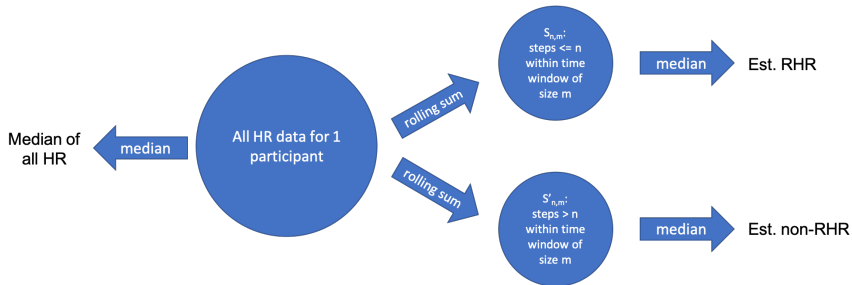 Median of
all HR
median
All HR data for 1
participant
rolling sum
rolling sum
Sn,m:
steps <= n
within time
window of
size m
median
Est. RHR
S'n,m:
steps > n
within time
window of
size m
median
Est. non-RHR